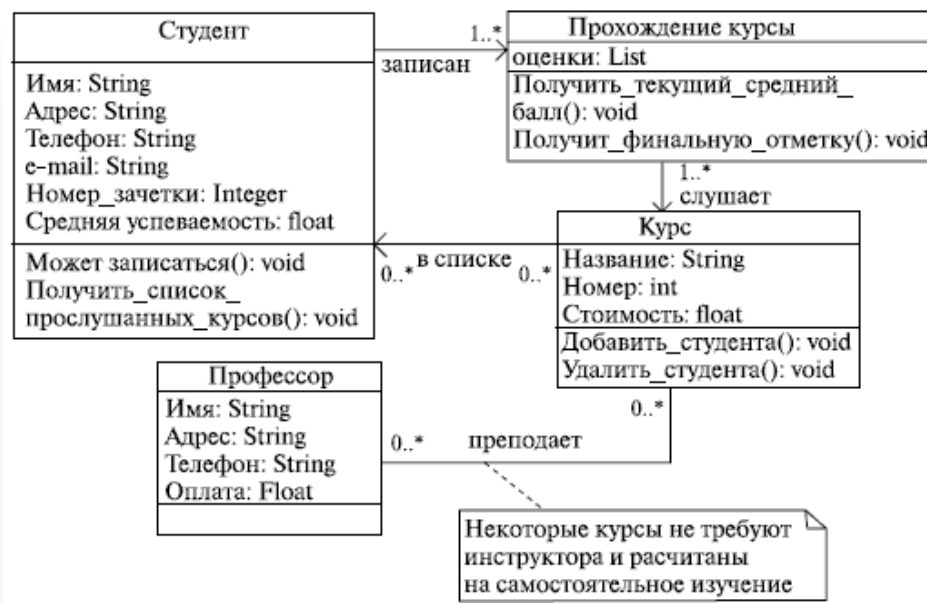 Студент
Имя: String
Адрес: String
Телефон: String
e-mail: String
Номер_зачетки: Integer
Средняя успеваемость: float
Может записаться(): void
Получить_список_
прослушанных_курсов(): void
1..*
записан
Прохождение курсы
оценки: List
Получить_текущий_средний_
балл(): void
Получит_финальную_отметку(): void
1..*
слушает
Курс
Название: String
Номер: int
Стоимость: float
Добавить_студента(): void
Удалить_студента(): void
0..*
в списке
0..*
Профессор
Имя: String
Адрес: String
Телефон: String
Оплата: Float
0..*
преподает
0..*
Некоторые курсы не требуют
инструктора и расчитаны
на самостоятельное изучение